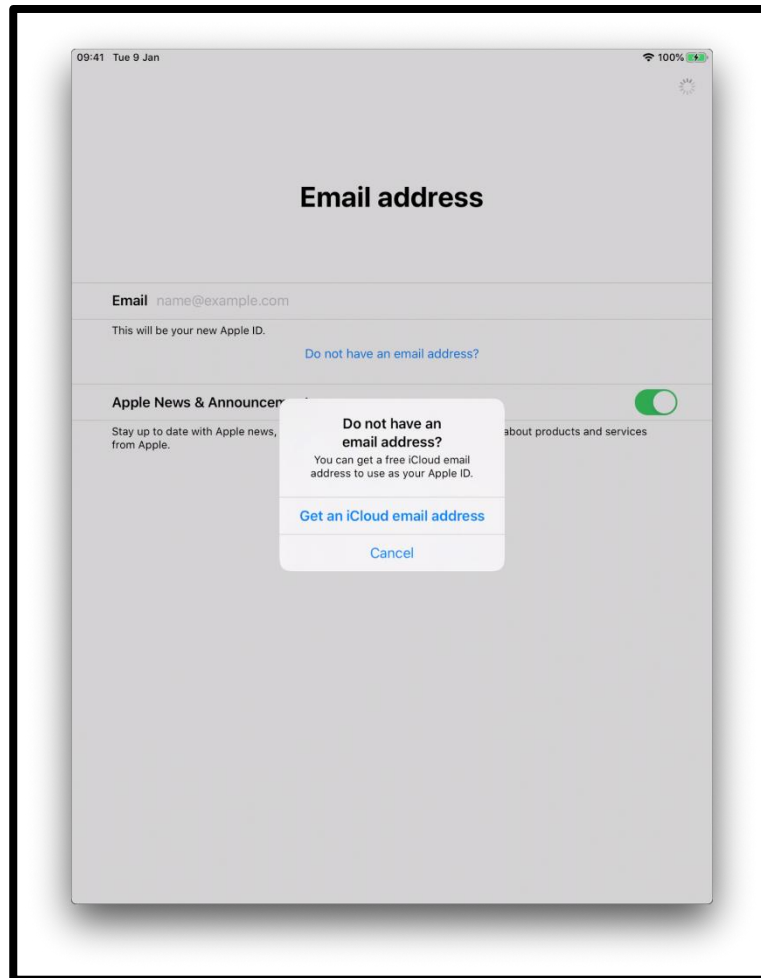 09:41 Tue 9 Jan 100%
Email address
Email name@example.com
This will be your new Apple ID.
Do not have an email address?
Apple News & Announcem
Stay up to date with Apple news, about products and services
from Apple.
Do not have an
email address?
You can get a free iCloud email
address to use as your Apple ID.
Get an iCloud email address
Cancel